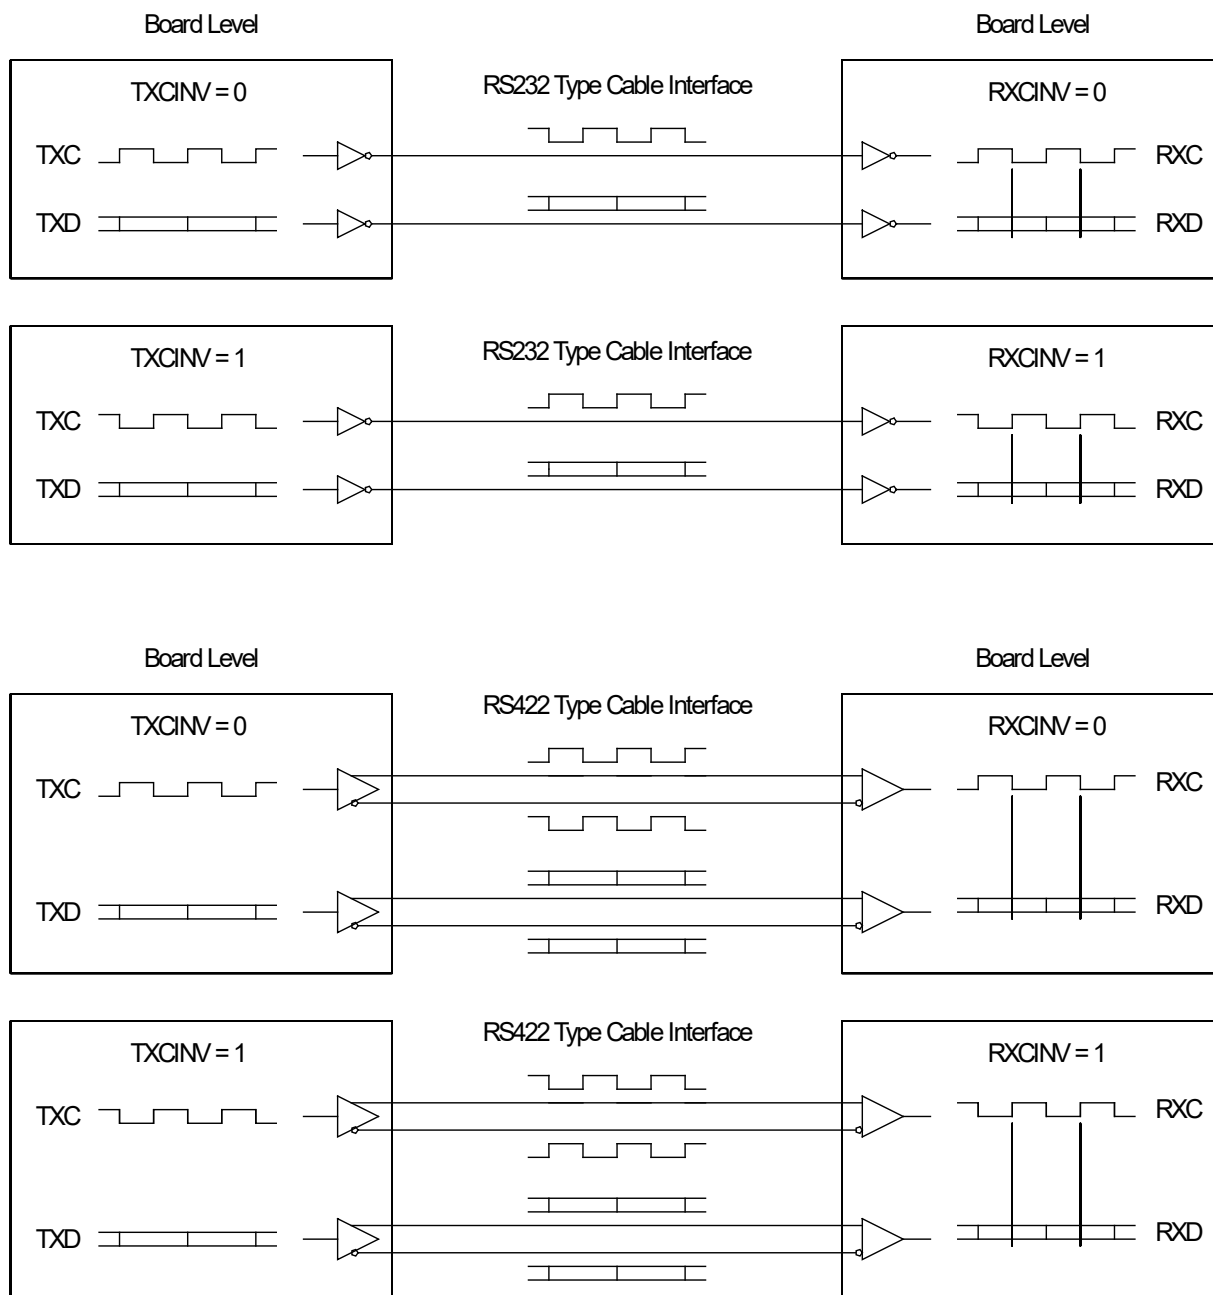 Board Level
Board Level
TXCINV = 0
RS232 Type Cable Interface
RXCINV = 0
TXC
RXC
TXD
RXD
TXCINV = 1
RS232 Type Cable Interface
RXCINV = 1
TXC
RXC
TXD
RXD
Board Level
Board Level
TXCINV = 0
RS422 Type Cable Interface
RXCINV = 0
TXC
RXC
TXD
RXD
TXCINV = 1
RS422 Type Cable Interface
RXCINV = 1
TXC
RXC
TXD
RXD